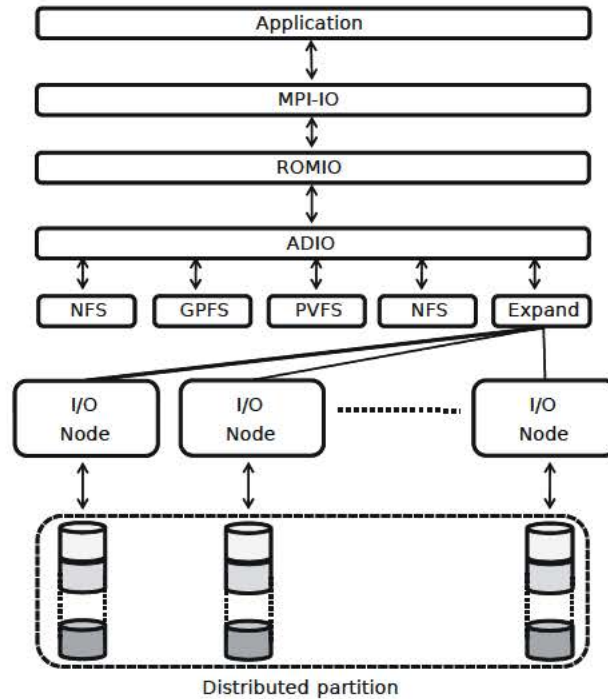 Application
MPI-IO
ROMIO
ADIO
NFS GPFS PVFS NFS Expand
I/O I/O I/O
Node Node Node
Distributed partition